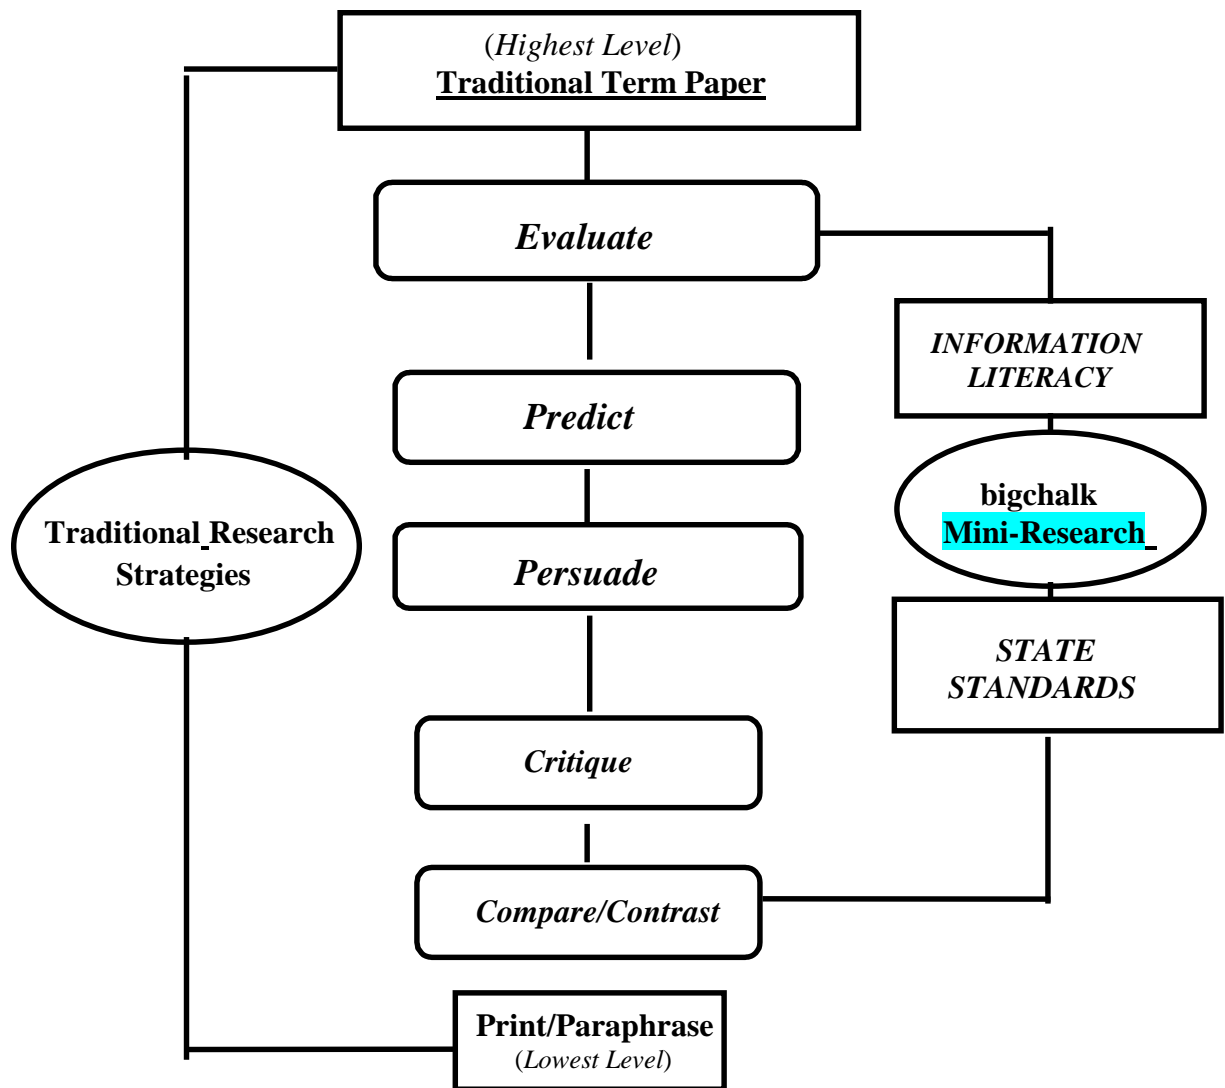 (Highest Level)
Traditional Term Paper
Evaluate
INFORMATION
LITERACY
Predict
bigchalk
Mini-Research
Traditional Research
Strategies
Persuade
STATE
STANDARDS
Critique
Compare/Contrast
Print/Paraphrase
(Lowest Level)